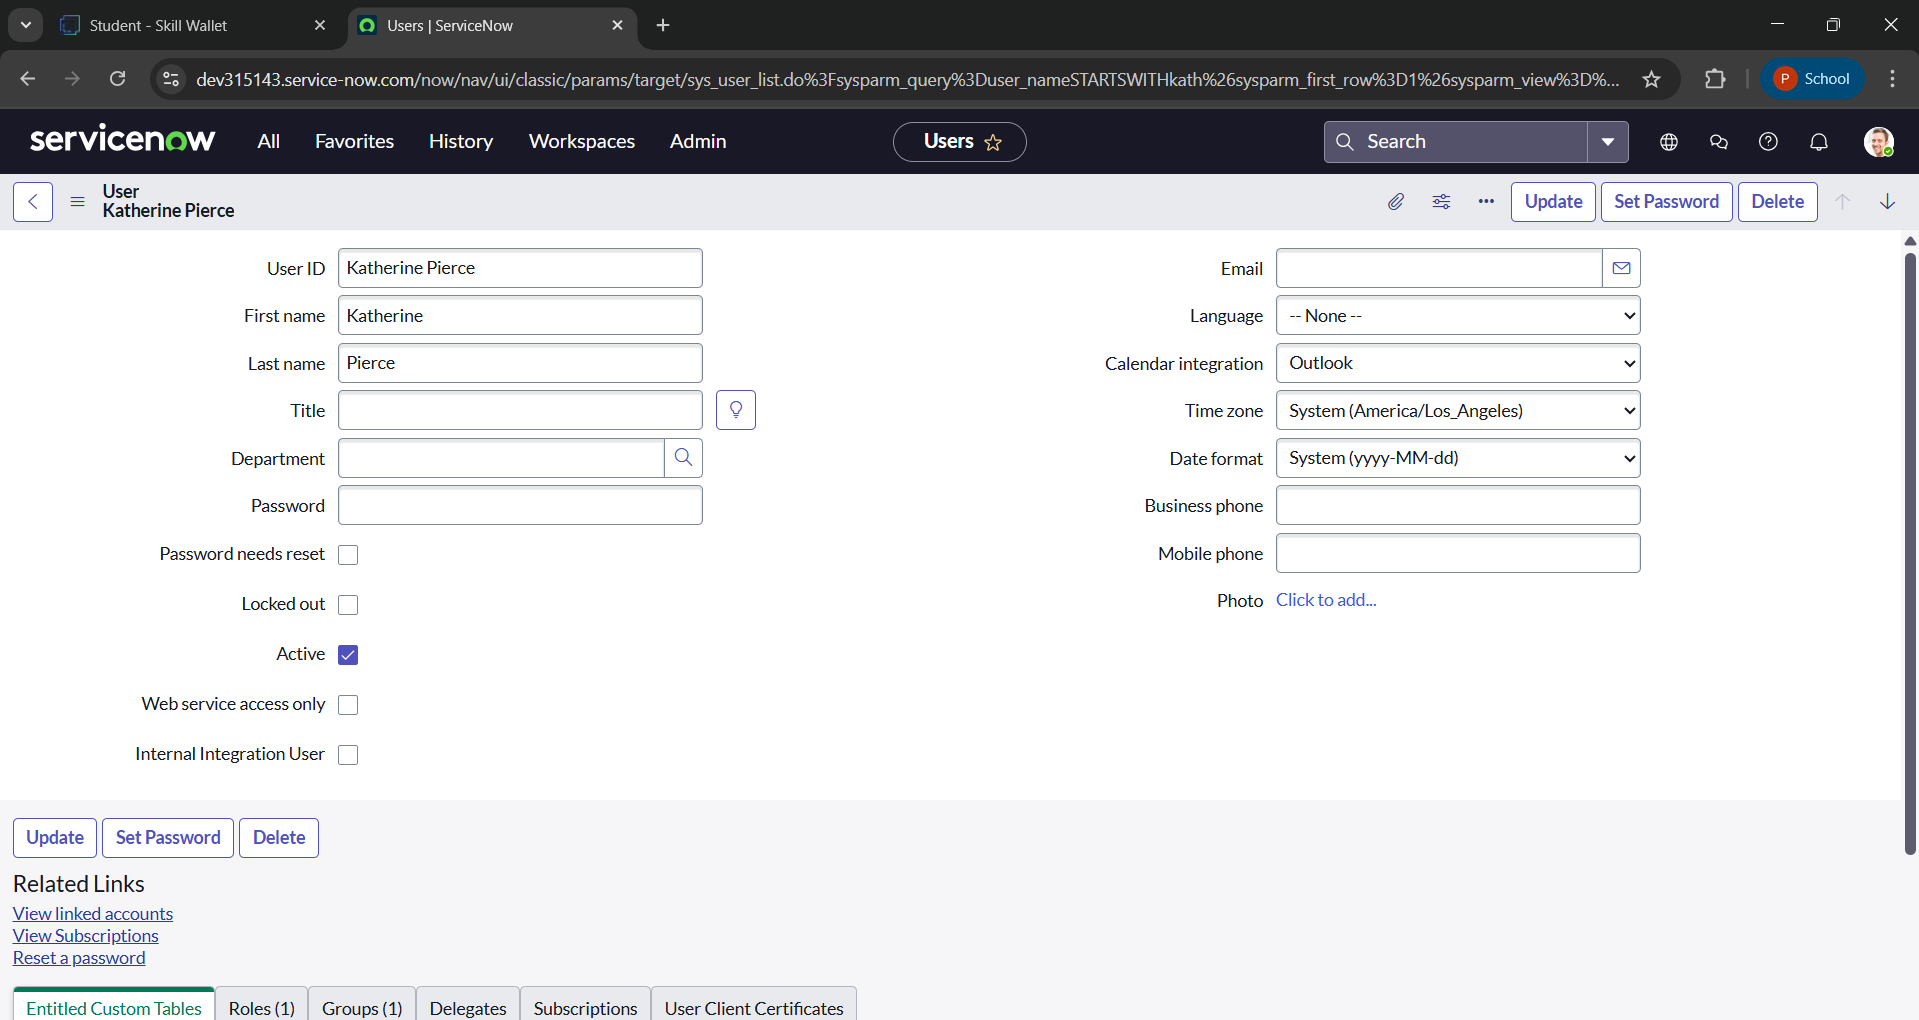 Student - Skill Wallet
Users | ServiceNow
dev315143.service-now.com/now/nav/ui/classic/params/target/sys_user_list.do%3Fsysparm_query%3Duser_nameSTARTSWITHkath%26sysparm_first_row%3D1%26sysparm_view%3D%...
P School
servicenow All Favorites History Workspaces Admin Users Search
User
Katherine Pierce
Update Set Password Delete
User ID Katherine Pierce Email
First name Katherine Language -- None --
Last name Pierce Calendar integration Outlook
Title Time zone System (America/Los_Angeles)
Department Date format System (yyyy-MM-dd)
Password Business phone
Password needs reset Mobile phone
Locked out Photo Click to add...
Active
Web service access only
Internal Integration User
Update Set Password Delete
Related Links
View linked accounts
View Subscriptions
Reset a password
Entitled Custom Tables Roles (1) Groups (1) Delegates Subscriptions User Client Certificates